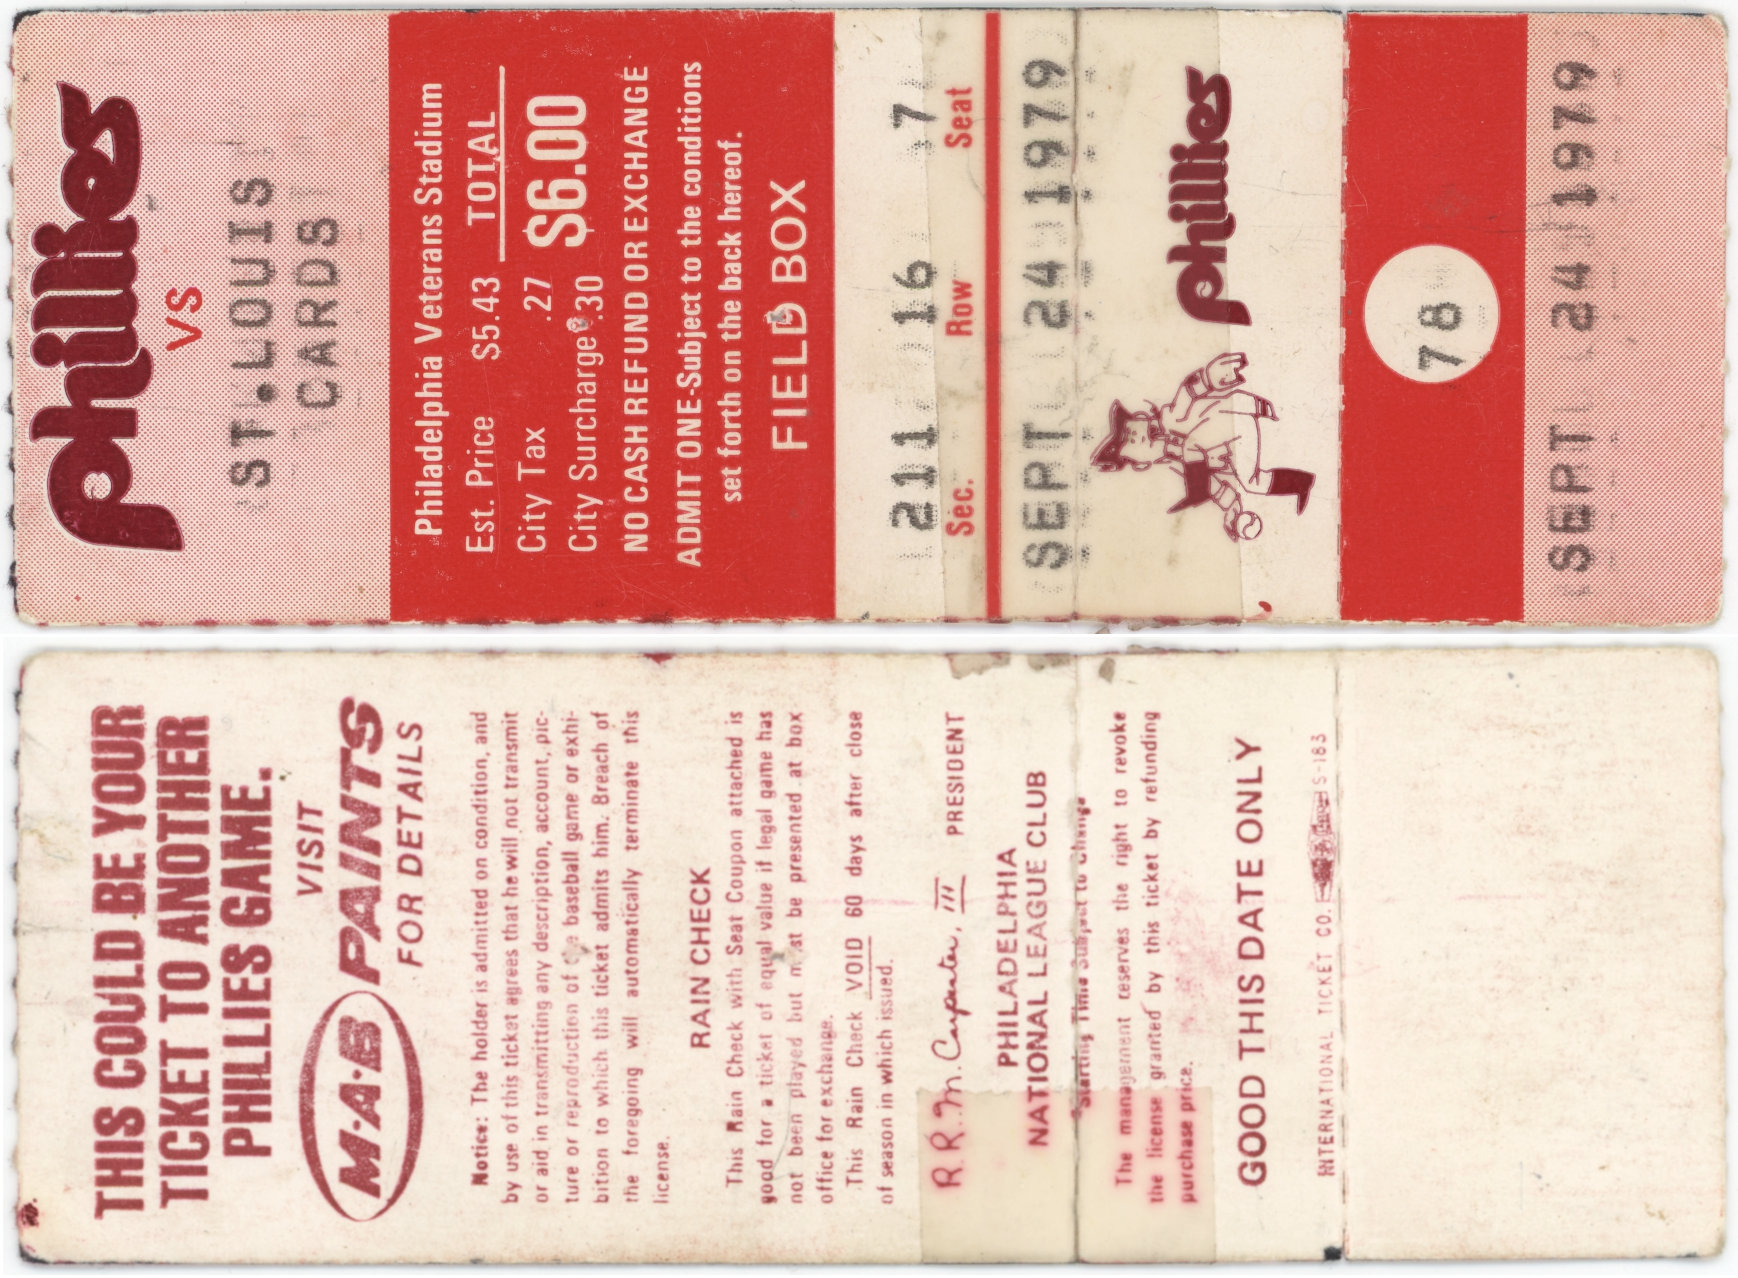 phillies
VS
ST.LOUIS
CARDS
Philadelphia Veterans Stadium
Est. Price $5.43 TOTAL
City Tax .27 $6.00
City Surcharge .30
NO CASH REFUND OR EXCHANGE
ADMIT ONE-Subject to the conditions
set forth on the back hereof.
FIELD BOX
211 16 7
Sec. Row Seat
SEPT 24 1979
phillies
78
SEPT 24 1979
THIS COULD BE YOUR
TICKET TO ANOTHER
PHILLIES GAME.
VISIT
M·A·B PAINTS
FOR DETAILS
Notice: The holder is admitted on condition, and
by use of this ticket agrees that he will not transmit
or aid in transmitting any description, account, pic-
ture or reproduction of the baseball game or exhi-
bition to which this ticket admits him. Breach of
the foregoing will automatically terminate this
license.
RAIN CHECK
This Rain Check with Seat Coupon attached is
good for a ticket of equal value if legal game has
not been played but must be presented at box
office for exchange.
This Rain Check VOID 60 days after close
of season in which issued.
R. R. M. Carpenter, III PRESIDENT
PHILADELPHIA
NATIONAL LEAGUE CLUB
Starting Time Subject to Change
The management reserves the right to revoke
the license granted by this ticket by refunding
purchase price.
GOOD THIS DATE ONLY
INTERNATIONAL TICKET CO. S-183